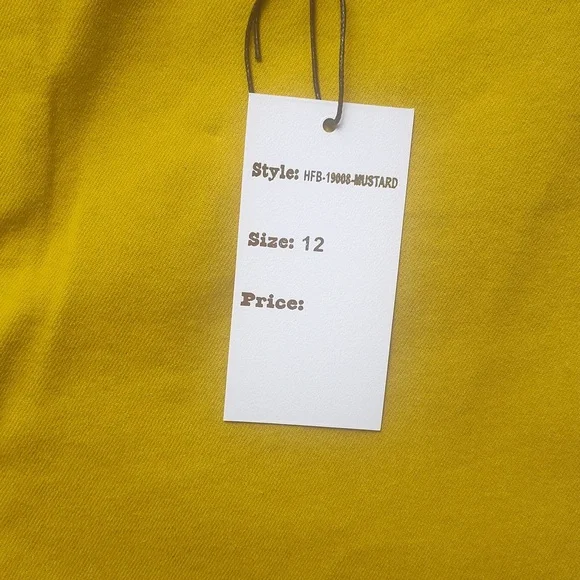 Style: HFB-19008-MUSTARD
Size: 12
Price: